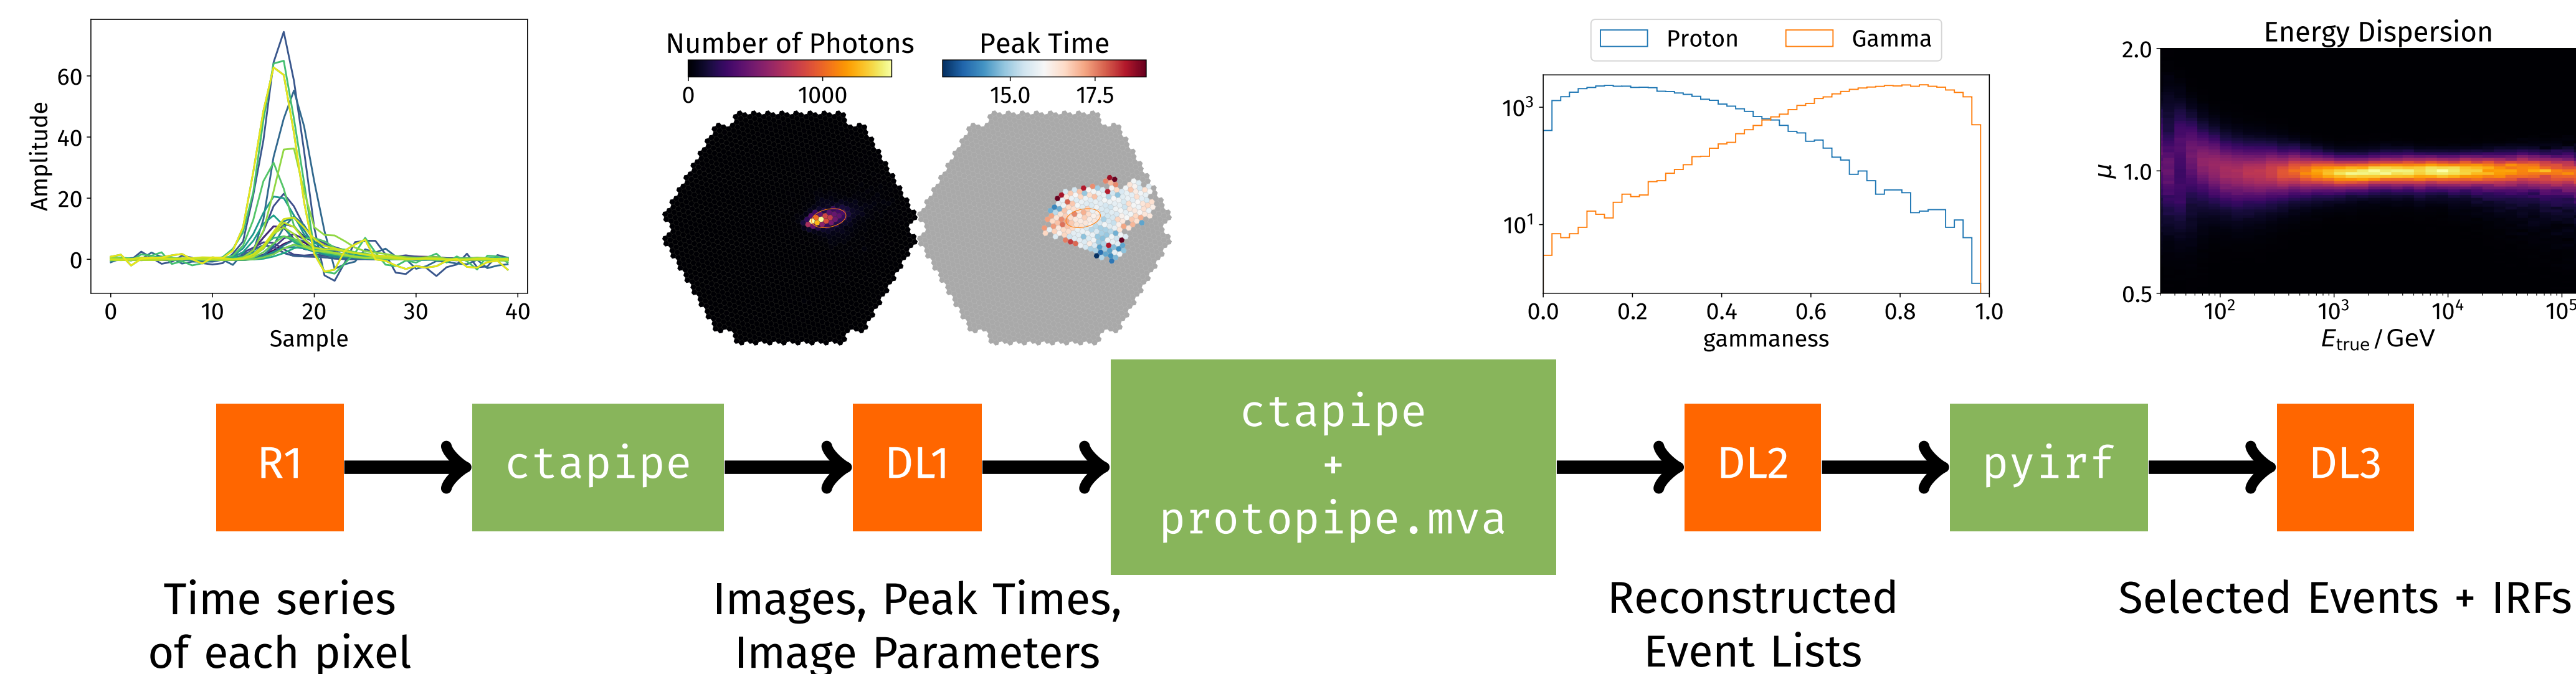 Amplitude
60
40
20
0
0 10 20 30 40
Sample
Number of Photons
0 1000
Peak Time
15.0 17.5
Proton Gamma
10³
10¹
0.0 0.2 0.4 0.6 0.8 1.0
gammaness
Energy Dispersion
2.0
1.0
0.5
μ
10² 10³ 10⁴ 10⁵
E_true / GeV
R1
ctapipe
DL1
ctapipe
+
protopipe.mva
DL2
pyirf
DL3
Time series
of each pixel
Images, Peak Times,
Image Parameters
Reconstructed
Event Lists
Selected Events + IRFs